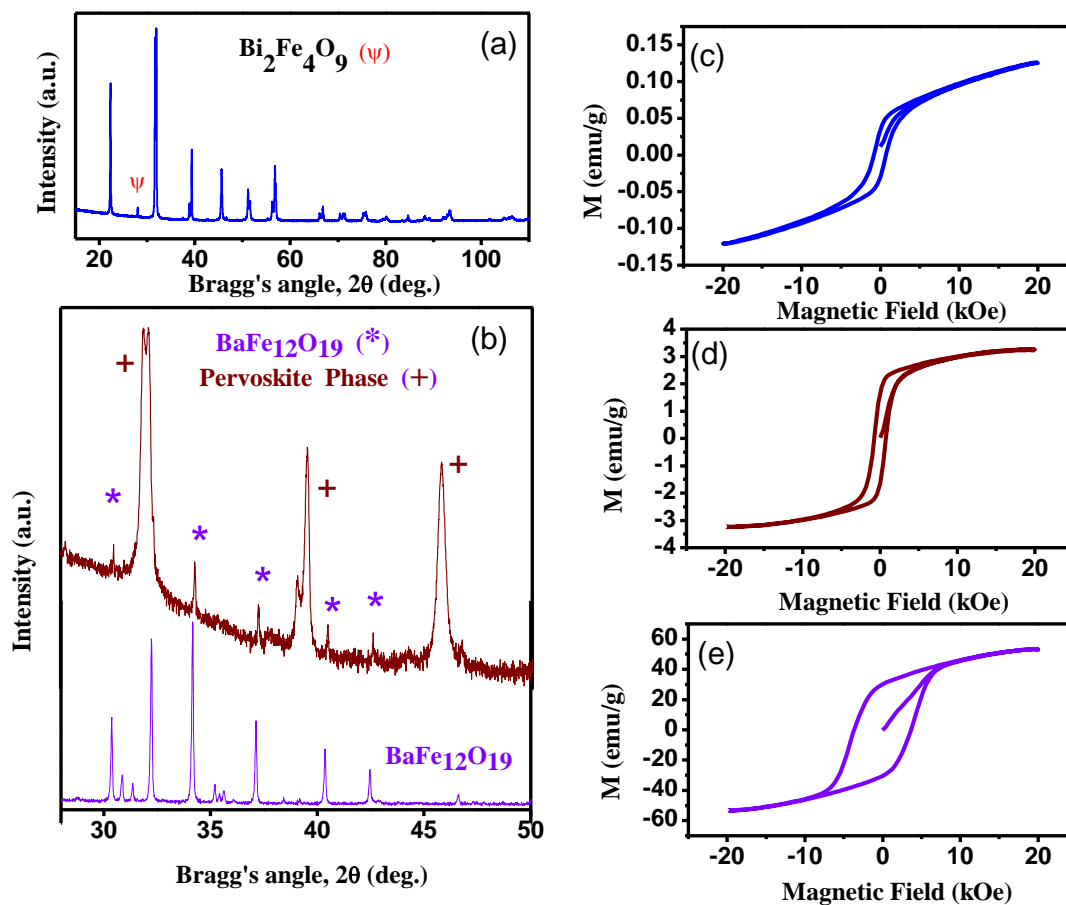 (a)
Bi2Fe4O9 (ψ)
ψ
Intensity (a.u.)
20 40 60 80 100
Bragg's angle, 2θ (deg.)
(b)
BaFe12O19 (*)
Pervoskite Phase (+)
+ + +
* * * * *
BaFe12O19
Intensity (a.u.)
30 35 40 45 50
Bragg's angle, 2θ (deg.)
(c)
M (emu/g)
0.15
0.10
0.05
0.00
-0.05
-0.10
-0.15
-20 -10 0 10 20
Magnetic Field (kOe)
(d)
M (emu/g)
4
3
2
1
0
-1
-2
-3
-4
-20 -10 0 10 20
Magnetic Field (kOe)
(e)
M (emu/g)
60
40
20
0
-20
-40
-60
-20 -10 0 10 20
Magnetic Field (kOe)